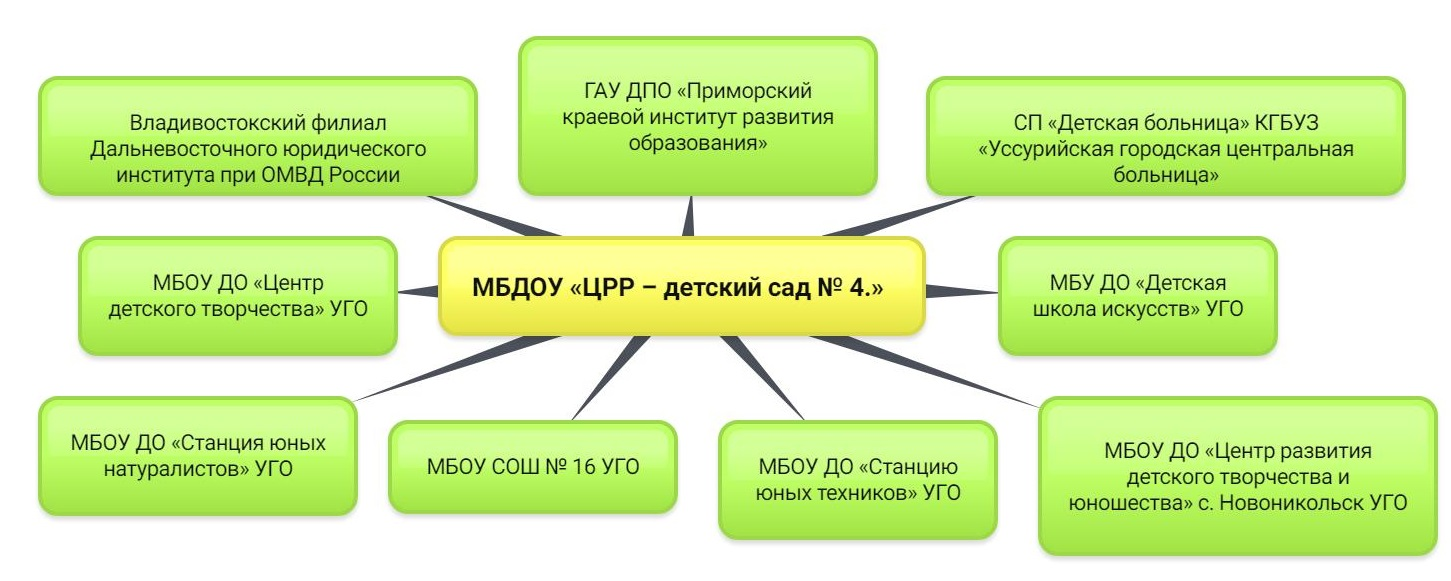 ГАУ ДПО «Приморский
краевой институт развития
образования»
Владивостокский филиал
Дальневосточного юридического
института при ОМВД России
СП «Детская больница» КГБУЗ
«Уссурийская городская центральная
больница»
МБОУ ДО «Центр
детского творчества» УГО
МБДОУ «ЦРР – детский сад № 4.»
МБУ ДО «Детская
школа искусств» УГО
МБОУ ДО «Станция юных
натуралистов» УГО
МБОУ СОШ № 16 УГО
МБОУ ДО «Станцию
юных техников» УГО
МБОУ ДО «Центр развития
детского творчества и
юношества» с. Новоникольск УГО